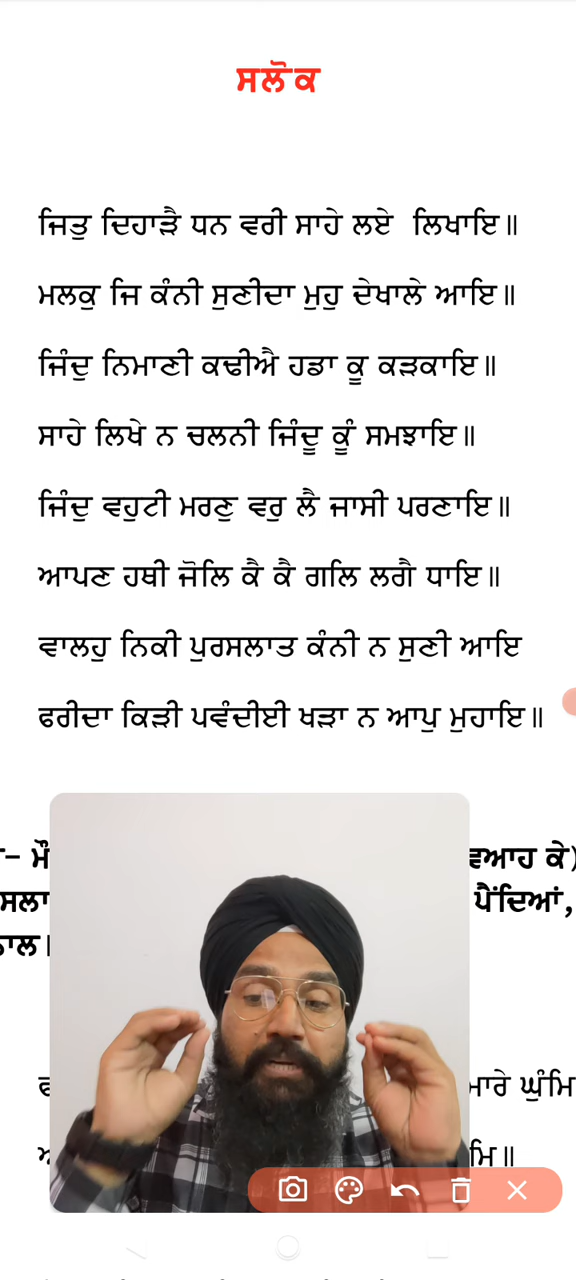 ਸਲੋਕ
ਜਿਤੁ ਦਿਹਾੜੈ ਧਨ ਵਰੀ ਸਾਹੇ ਲਏ ਲਿਖਾਇ॥
ਮਲਕੁ ਜਿ ਕੰਨੀ ਸੁਣੀਦਾ ਮੁਹੁ ਦੇਖਾਲੇ ਆਇ॥
ਜਿੰਦੁ ਨਿਮਾਣੀ ਕਢੀਐ ਹਡਾ ਕੂ ਕੜਕਾਇ॥
ਸਾਹੇ ਲਿਖੇ ਨ ਚਲਨੀ ਜਿੰਦੂ ਕੂੰ ਸਮਝਾਇ॥
ਜਿੰਦੁ ਵਹੁਟੀ ਮਰਣੁ ਵਰੁ ਲੈ ਜਾਸੀ ਪਰਣਾਇ॥
ਆਪਣ ਹਥੀ ਜੋਲਿ ਕੈ ਕੈ ਗਲਿ ਲਗੈ ਧਾਇ॥
ਵਾਲਹੁ ਨਿਕੀ ਪੁਰਸਲਾਤ ਕੰਨੀ ਨ ਸੁਣੀ ਆਇ
ਫਰੀਦਾ ਕਿੜੀ ਪਵੰਦੀਈ ਖੜਾ ਨ ਆਪੁ ਮੁਹਾਇ॥
ਵਆਹ ਕੇ)
ਪੈਂਦਿਆਂ,
ਮਾਰੇ ਘੁੰਮਿ
ਮਿ॥